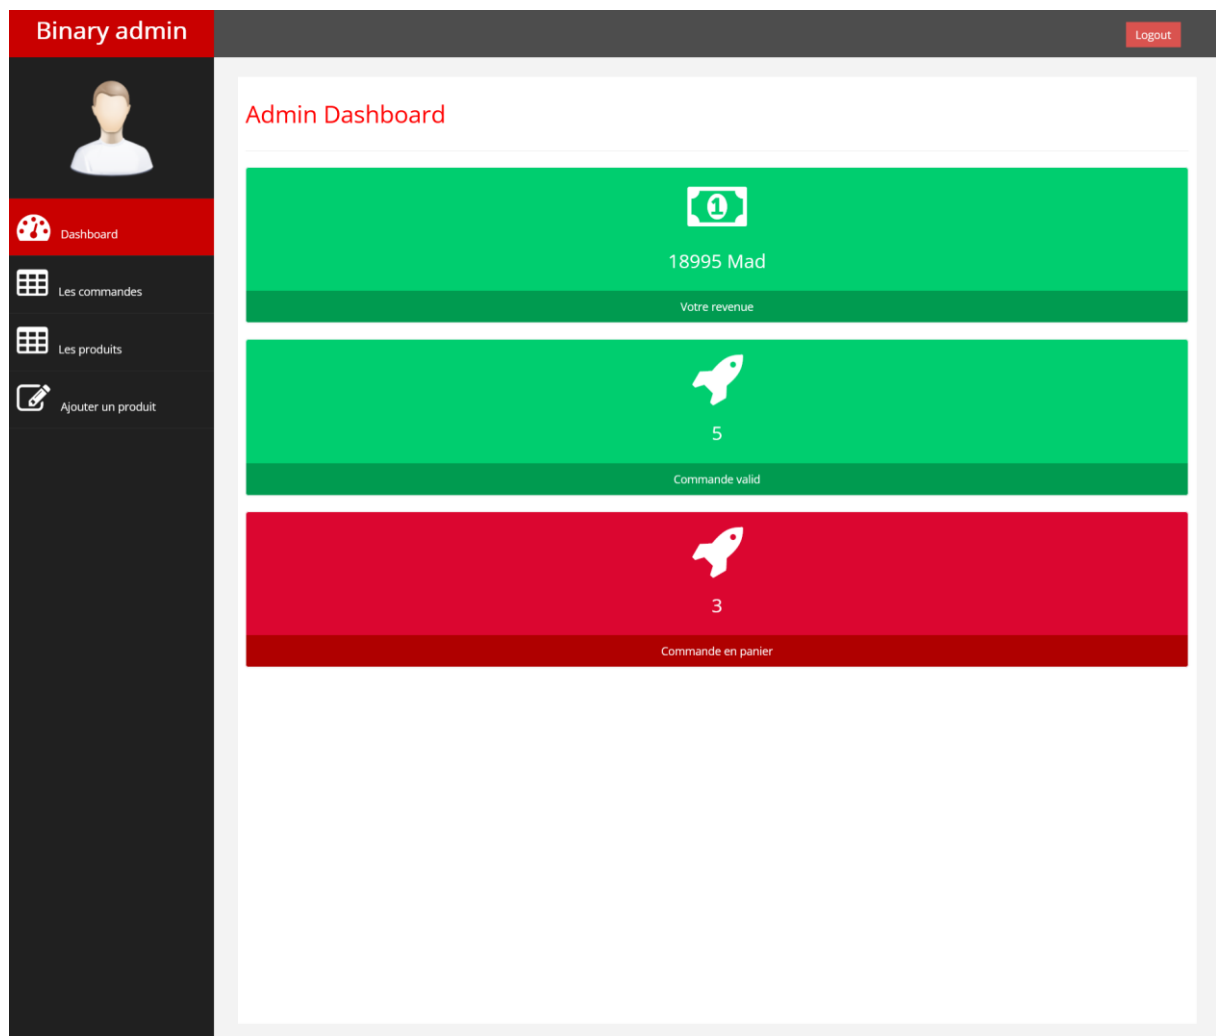 Binary admin
Logout
Dashboard
Les commandes
Les produits
Ajouter un produit
Admin Dashboard
1
18995 Mad
Votre revenue
5
Commande valid
3
Commande en panier